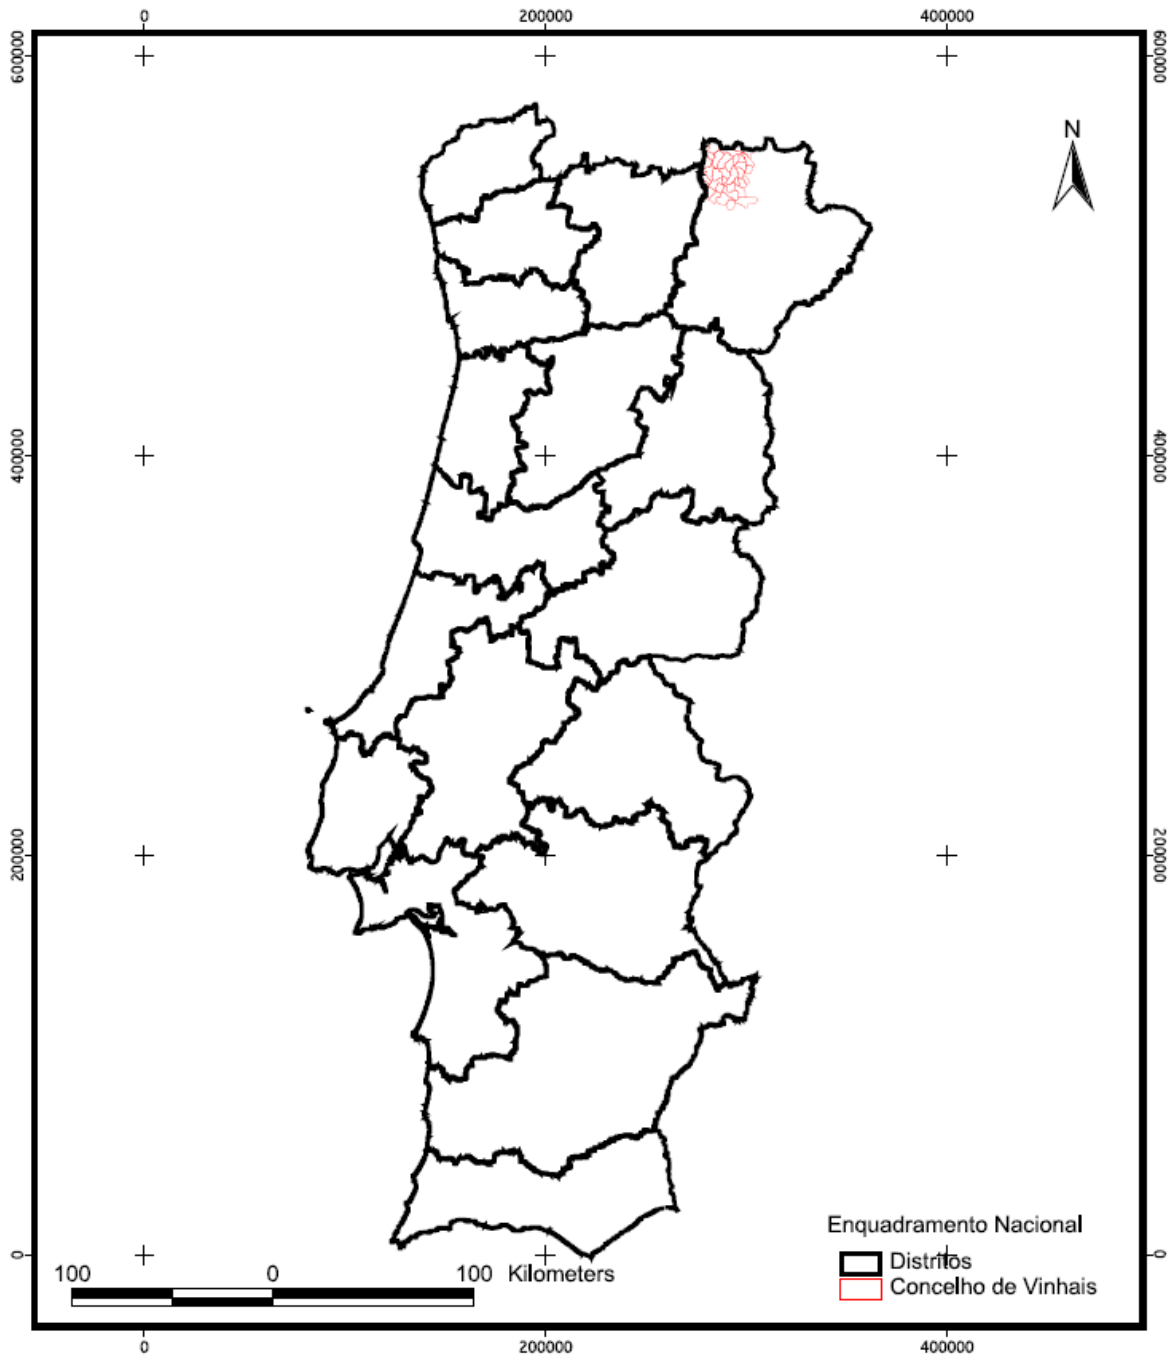 0 200000 400000
600000 600000
N
400000 400000
200000 200000
Enquadramento Nacional
0 0
Distritos
100 0 100 Kilometers
Concelho de Vinhais
0 200000 400000